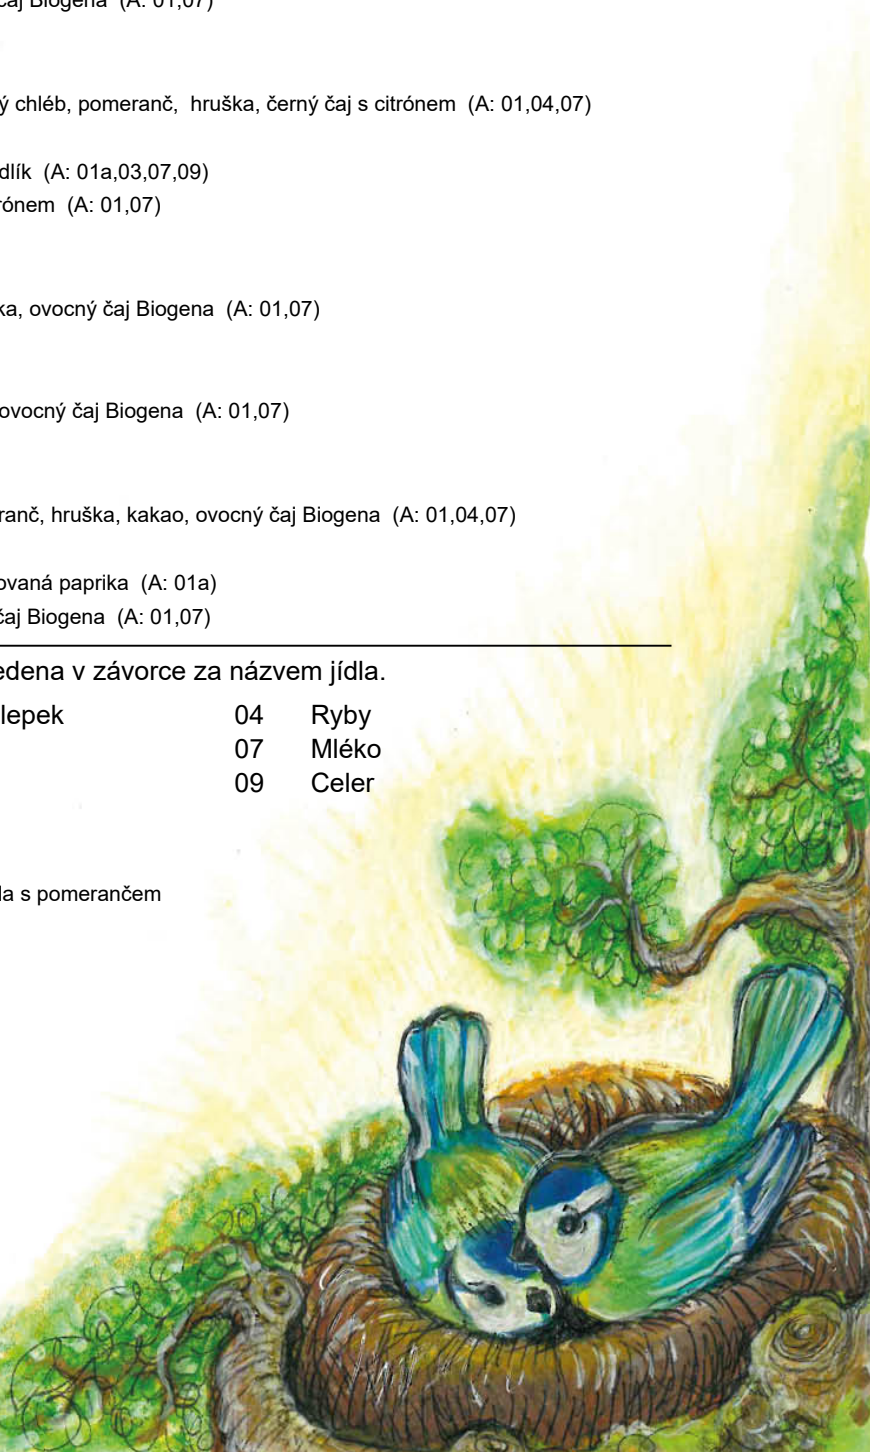 čaj Biogena (A: 01,07)
ý chléb, pomeranč, hruška, černý čaj s citrónem (A: 01,04,07)
dlík (A: 01a,03,07,09)
rónem (A: 01,07)
ka, ovocný čaj Biogena (A: 01,07)
ovocný čaj Biogena (A: 01,07)
ranč, hruška, kakao, ovocný čaj Biogena (A: 01,04,07)
ovaná paprika (A: 01a)
čaj Biogena (A: 01,07)
edena v závorce za názvem jídla.
lepek 04 Ryby
07 Mléko
09 Celer
la s pomerančem